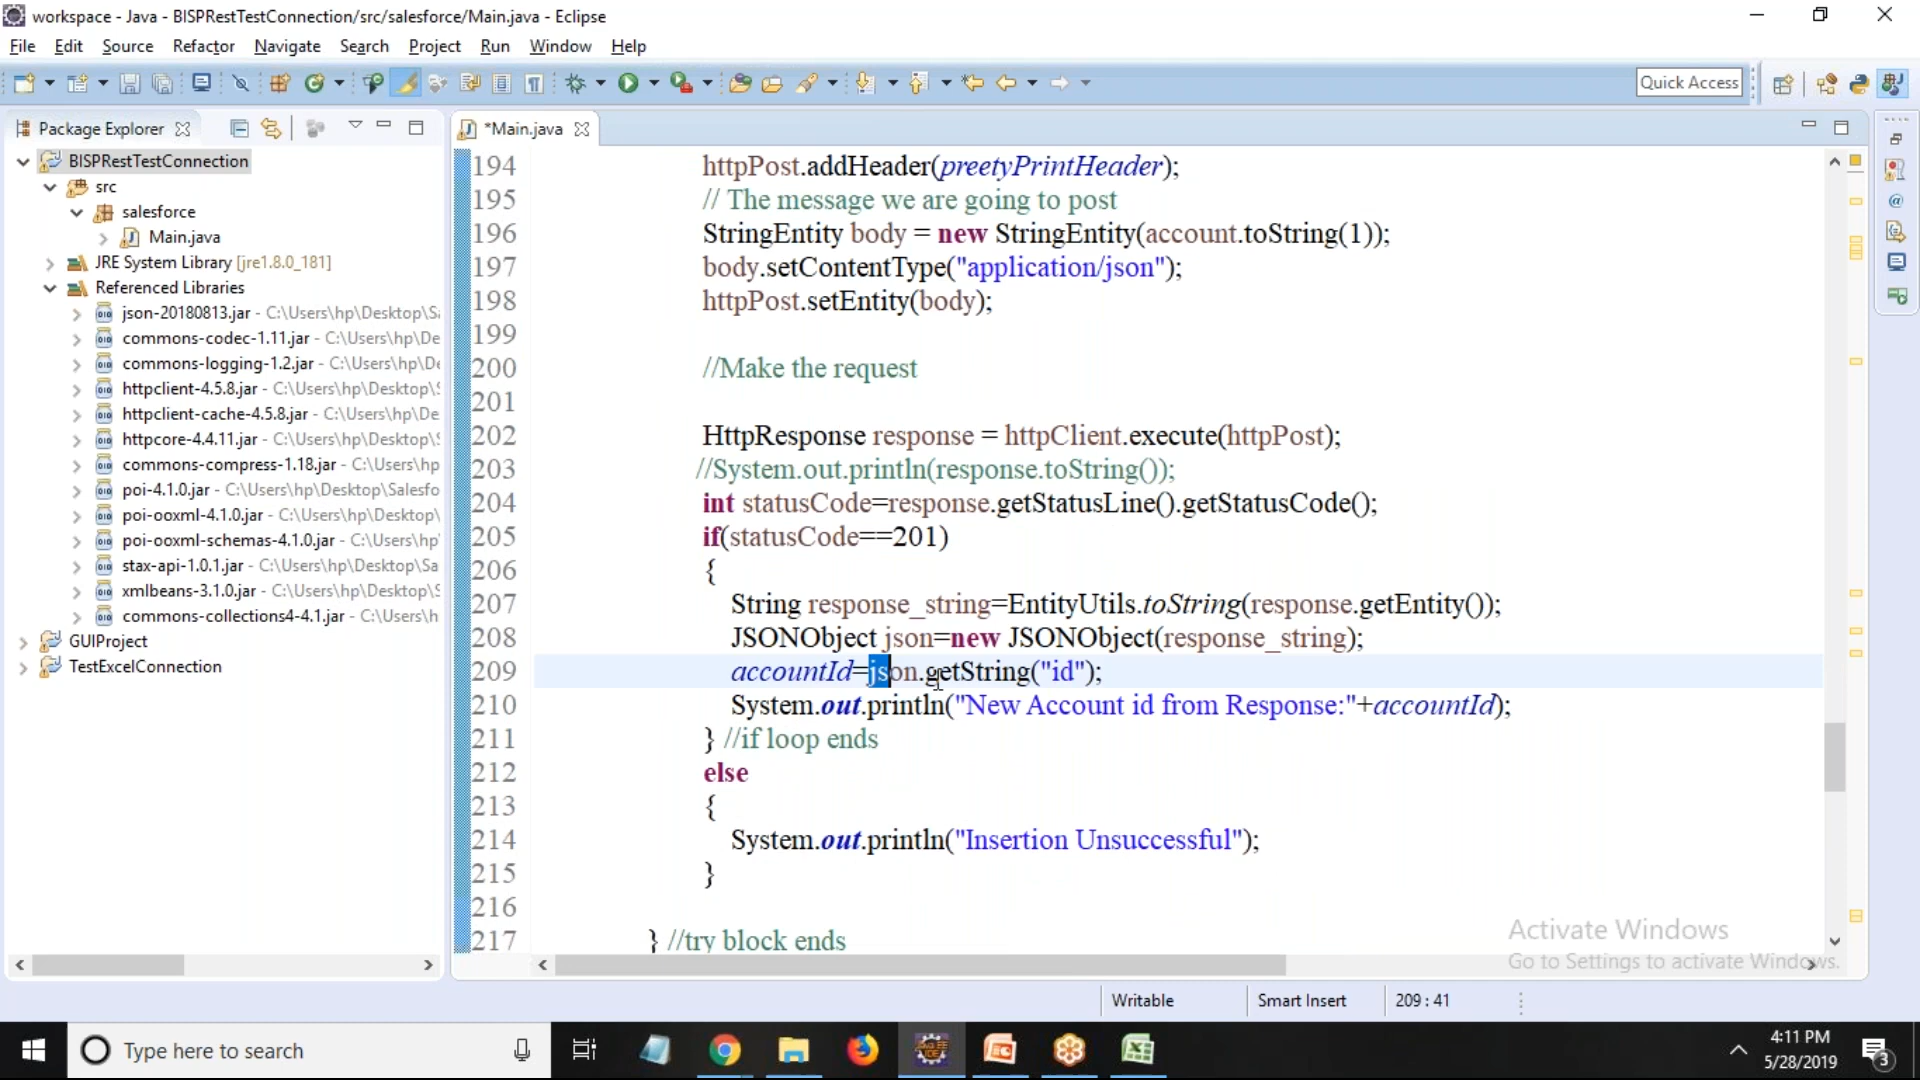 workspace - Java - BISPRestTestConnection/src/salesforce/Main.java - Eclipse
File Edit Source Refactor Navigate Search Project Run Window Help
Quick Access
Package Explorer
*Main.java
BISPRestTestConnection
src
salesforce
Main.java
JRE System Library [jre1.8.0_181]
Referenced Libraries
json-20180813.jar - C:\Users\hp\Desktop\Sa
commons-codec-1.11.jar - C:\Users\hp\De
commons-logging-1.2.jar - C:\Users\hp\De
httpclient-4.5.8.jar - C:\Users\hp\Desktop\S
httpclient-cache-4.5.8.jar - C:\Users\hp\De
httpcore-4.4.11.jar - C:\Users\hp\Desktop\S
commons-compress-1.18.jar - C:\Users\hp
poi-4.1.0.jar - C:\Users\hp\Desktop\Salesfo
poi-ooxml-4.1.0.jar - C:\Users\hp\Desktop\
poi-ooxml-schemas-4.1.0.jar - C:\Users\hp\
stax-api-1.0.1.jar - C:\Users\hp\Desktop\Sa
xmlbeans-3.1.0.jar - C:\Users\hp\Desktop\S
commons-collections4-4.1.jar - C:\Users\h
GUIProject
TestExcelConnection
194 httpPost.addHeader(preetyPrintHeader);
195 // The message we are going to post
196 StringEntity body = new StringEntity(account.toString(1));
197 body.setContentType("application/json");
198 httpPost.setEntity(body);
199
200 //Make the request
201
202 HttpResponse response = httpClient.execute(httpPost);
203 //System.out.println(response.toString());
204 int statusCode=response.getStatusLine().getStatusCode();
205 if(statusCode==201)
206 {
207 String response_string=EntityUtils.toString(response.getEntity());
208 JSONObject json=new JSONObject(response_string);
209 accountId=json.getString("id");
210 System.out.println("New Account id from Response:"+accountId);
211 } //if loop ends
212 else
213 {
214 System.out.println("Insertion Unsuccessful");
215 }
216
217 } //try block ends
Activate Windows
Go to Settings to activate Windows.
Writable Smart Insert 209 : 41
Type here to search
4:11 PM
5/28/2019
3